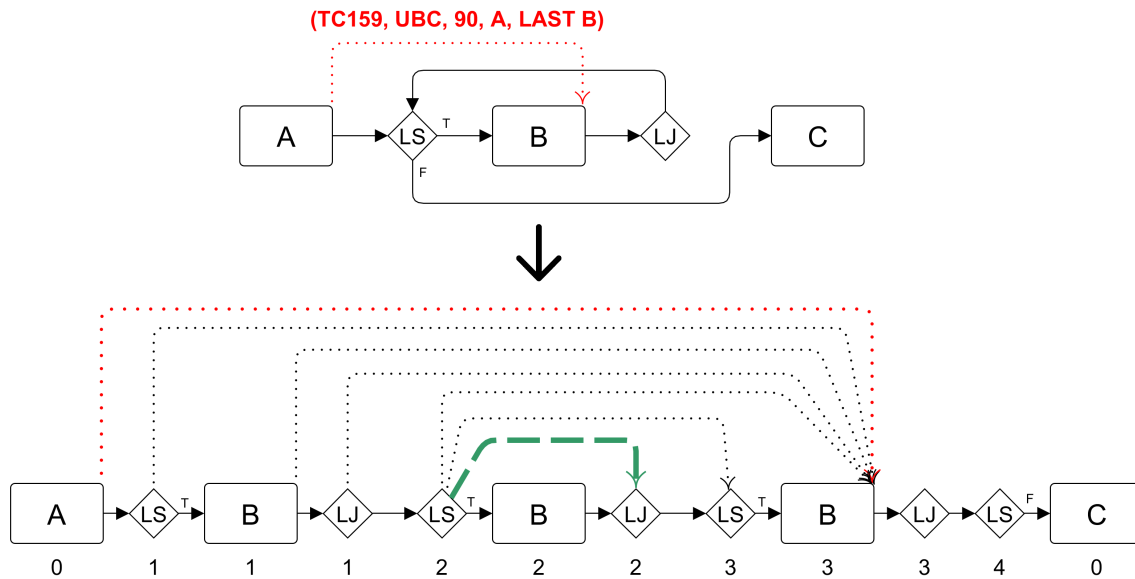 (TC159, UBC, 90, A, LAST B)
A LS T B LJ C
F
A LS T B LJ LS T B LJ LS T B LJ LS F C
0 1 1 1 2 2 2 3 3 3 4 0